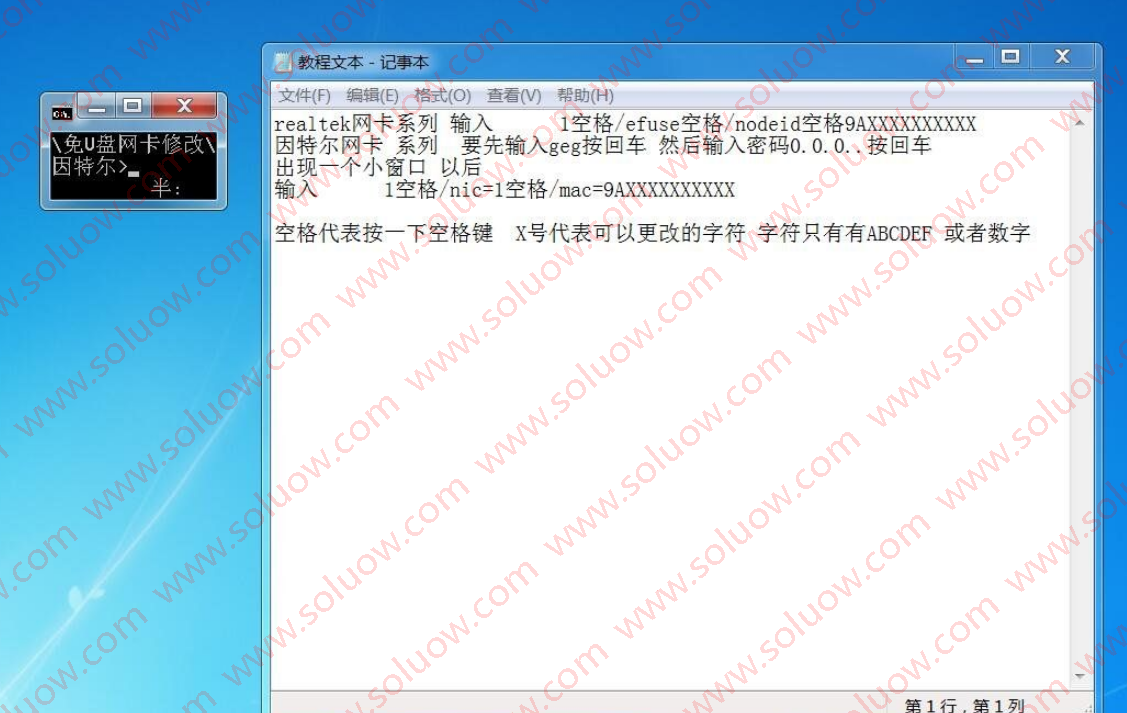 教程文本 - 记事本
文件(F) 编辑(E) 格式(O) 查看(V) 帮助(H)
realtek网卡系列 输入 1空格/efuse空格/nodeid空格9AXXXXXXXXXX
因特尔网卡 系列 要先输入geg按回车 然后输入密码0.0.0..按回车
出现一个小窗口 以后
输入 1空格/nic=1空格/mac=9AXXXXXXXXXX
空格代表按一下空格键 X号代表可以更改的字符 字符只有有ABCDEF 或者数字
第 1 行 , 第 1 列
C:\.
\免U盘网卡修改\
因特尔>_
半:
www.soluow.com